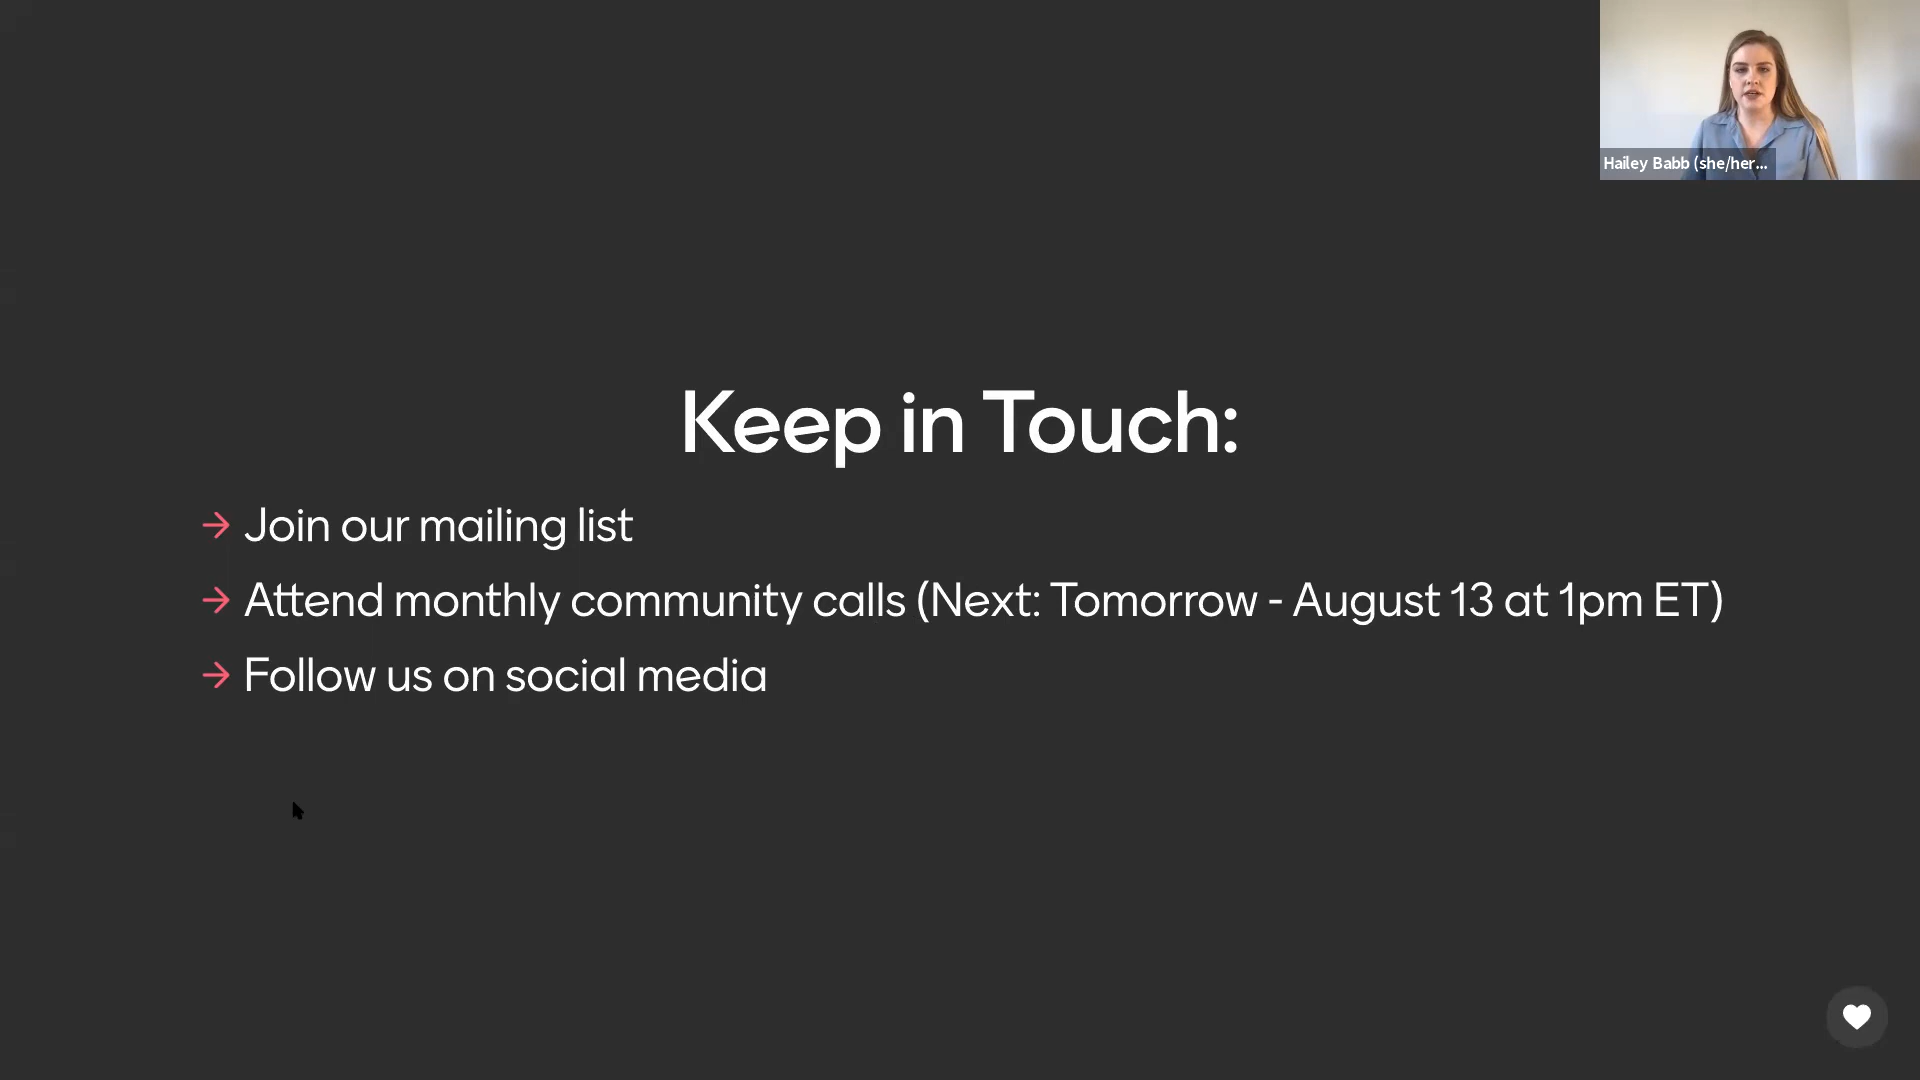 Hailey Babb (she/her...
Keep in Touch:
→ Join our mailing list
→ Attend monthly community calls (Next: Tomorrow - August 13 at 1pm ET)
→ Follow us on social media